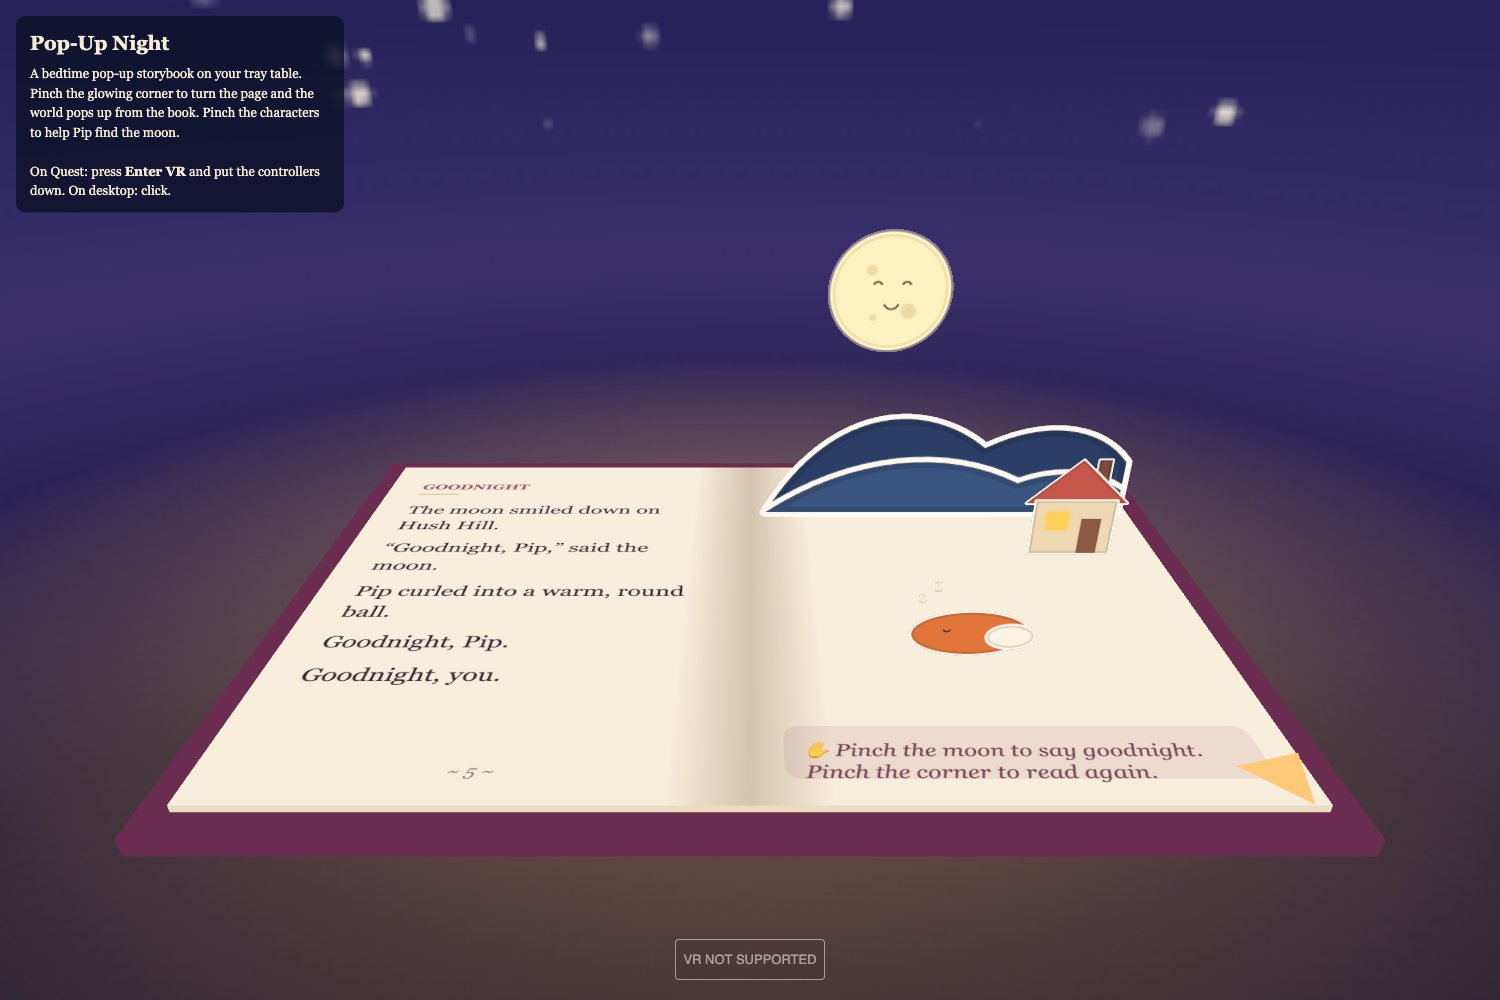 Pop-Up Night
A bedtime pop-up storybook on your tray table.
Pinch the glowing corner to turn the page and the
world pops up from the book. Pinch the characters
to help Pip find the moon.
On Quest: press Enter VR and put the controllers
down. On desktop: click.
GOODNIGHT
The moon smiled down on
Hush Hill.
“Goodnight, Pip,” said the
moon.
Pip curled into a warm, round
ball.
Goodnight, Pip.
Goodnight, you.
~ 5 ~
z
z
🖐 Pinch the moon to say goodnight.
Pinch the corner to read again.
VR NOT SUPPORTED